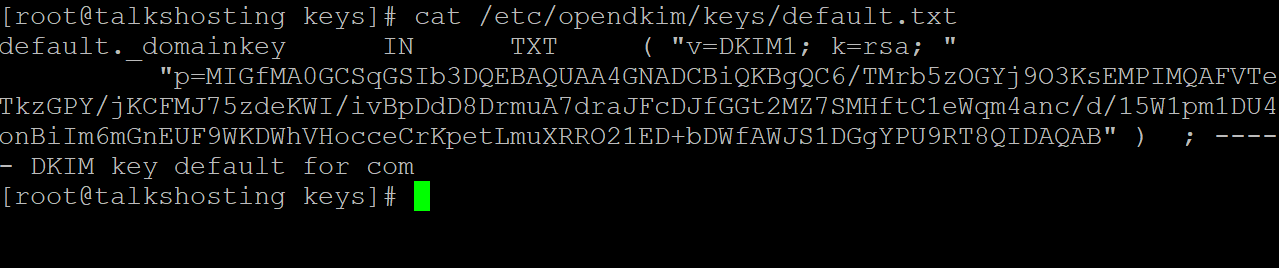 [root@talkshosting keys]# cat /etc/opendkim/keys/default.txt
default._domainkey      IN      TXT     ( "v=DKIM1; k=rsa; "
          "p=MIGfMA0GCSqGSIb3DQEBAQUAA4GNADCBiQKBgQC6/TMrb5zOGYj9O3KsEMPIMQAFVTe
TkzGPY/jKCFMJ75zdeKWI/ivBpDdD8DrmuA7draJFcDJfGGt2MZ7SMHftC1eWqm4anc/d/15W1pm1DU4
onBiIm6mGnEUF9WKDWhVHocceCrKpetLmuXRRO21ED+bDWfAWJS1DGgYPU9RT8QIDAQAB" )  ; ----
- DKIM key default for com
[root@talkshosting keys]#